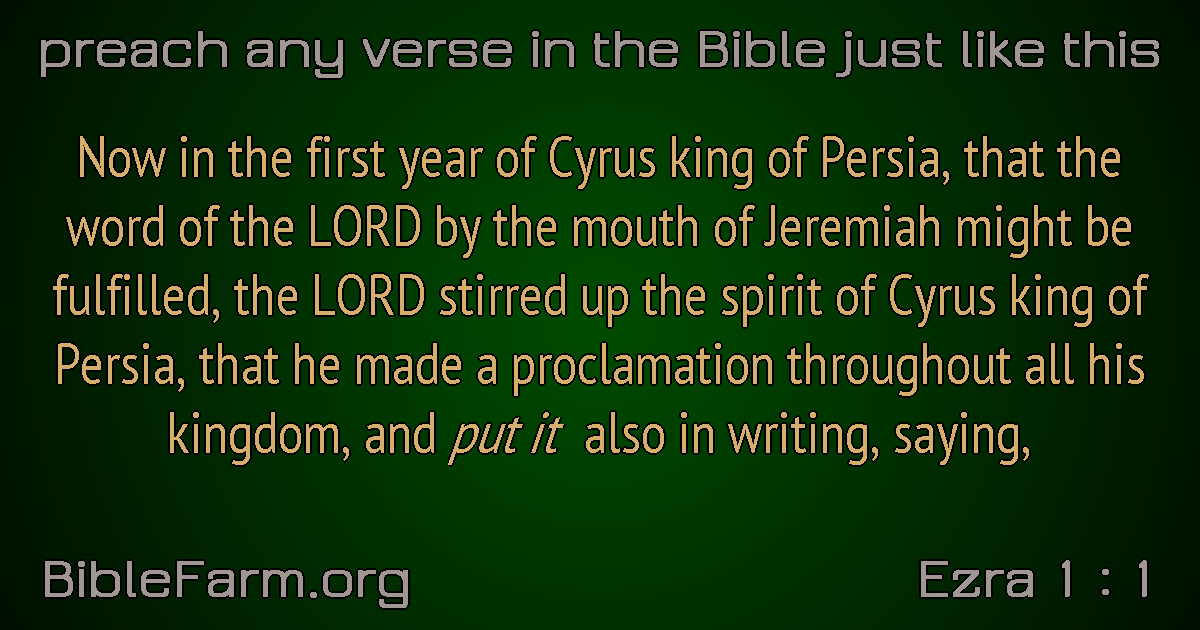 preach any verse in the Bible just like this
Now in the first year of Cyrus king of Persia, that the
word of the LORD by the mouth of Jeremiah might be
fulfilled, the LORD stirred up the spirit of Cyrus king of
Persia, that he made a proclamation throughout all his
kingdom, and put it also in writing, saying,
BibleFarm.org
Ezra 1 : 1